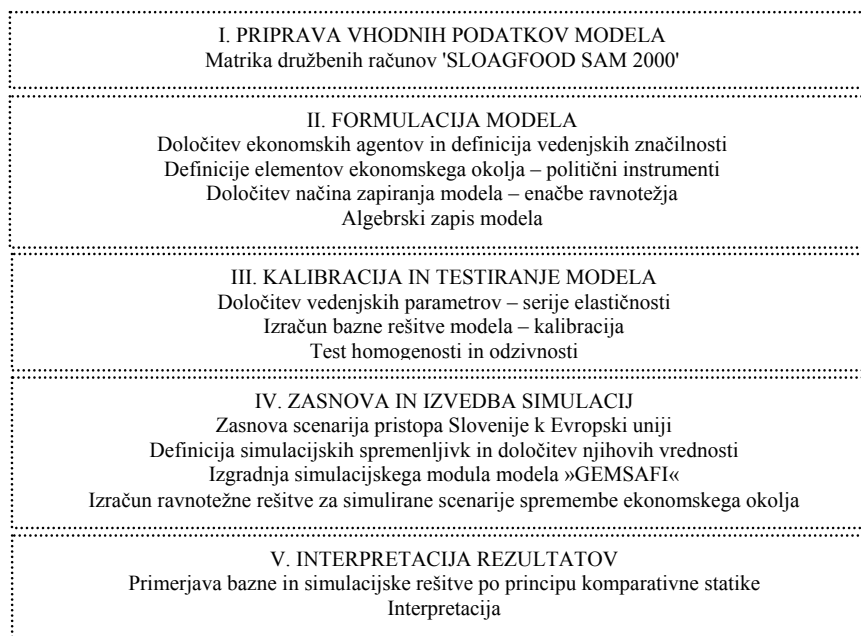 I. PRIPRAVA VHODNIH PODATKOV MODELA
Matrika družbenih računov 'SLOAGFOOD SAM 2000'
II. FORMULACIJA MODELA
Določitev ekonomskih agentov in definicija vedenjskih značilnosti
Definicije elementov ekonomskega okolja – politični instrumenti
Določitev načina zapiranja modela – enačbe ravnotežja
Algebrski zapis modela
III. KALIBRACIJA IN TESTIRANJE MODELA
Določitev vedenjskih parametrov – serije elastičnosti
Izračun bazne rešitve modela – kalibracija
Test homogenosti in odzivnosti
IV. ZASNOVA IN IZVEDBA SIMULACIJ
Zasnova scenarija pristopa Slovenije k Evropski uniji
Definicija simulacijskih spremenljivk in določitev njihovih vrednosti
Izgradnja simulacijskega modula modela »GEMSAFI«
Izračun ravnotežne rešitve za simulirane scenarije spremembe ekonomskega okolja
V. INTERPRETACIJA REZULTATOV
Primerjava bazne in simulacijske rešitve po principu komparativne statike
Interpretacija